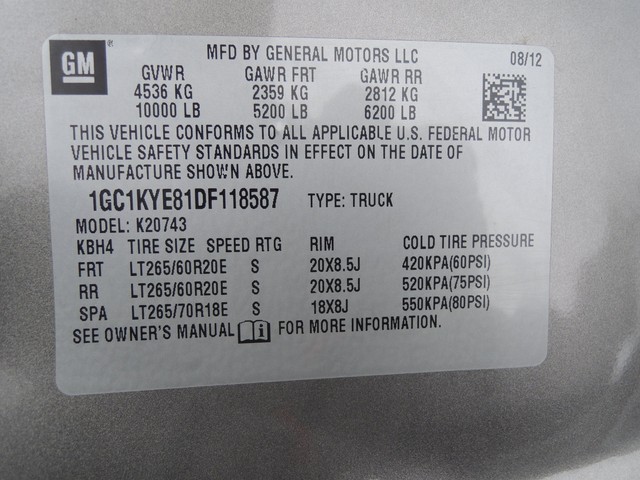 GM ® MFD BY GENERAL MOTORS LLC 08/12
GVWR GAWR FRT GAWR RR
4536 KG 2359 KG 2812 KG
10000 LB 5200 LB 6200 LB
THIS VEHICLE CONFORMS TO ALL APPLICABLE U.S. FEDERAL MOTOR
VEHICLE SAFETY STANDARDS IN EFFECT ON THE DATE OF
MANUFACTURE SHOWN ABOVE.
1GC1KYE81DF118587 TYPE: TRUCK
MODEL: K20743
KBH4 TIRE SIZE SPEED RTG RIM COLD TIRE PRESSURE
FRT LT265/60R20E S 20X8.5J 420KPA(60PSI)
RR LT265/60R20E S 20X8.5J 520KPA(75PSI)
SPA LT265/70R18E S 18X8J 550KPA(80PSI)
SEE OWNER'S MANUAL i FOR MORE INFORMATION.